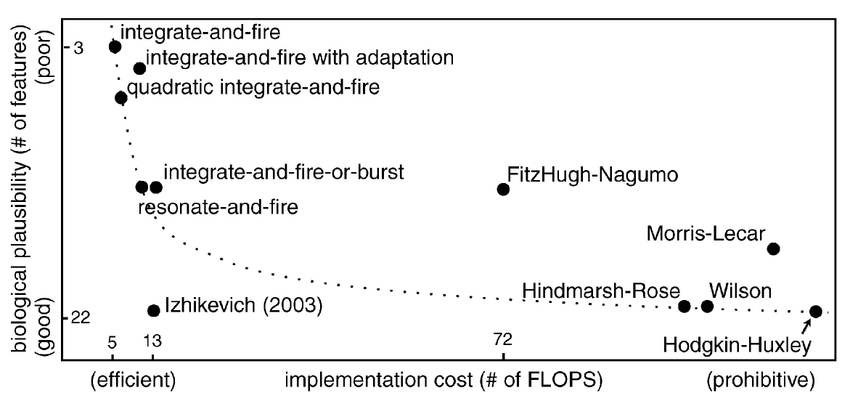 integrate-and-fire
3
integrate-and-fire with adaptation
quadratic integrate-and-fire
integrate-and-fire-or-burst
FitzHugh-Nagumo
resonate-and-fire
Morris-Lecar
Hindmarsh-Rose
Wilson
Izhikevich (2003)
22
Hodgkin-Huxley
5
13
72
(efficient)
implementation cost (# of FLOPS)
(prohibitive)
biological plausibility (# of features)
(good)
(poor)